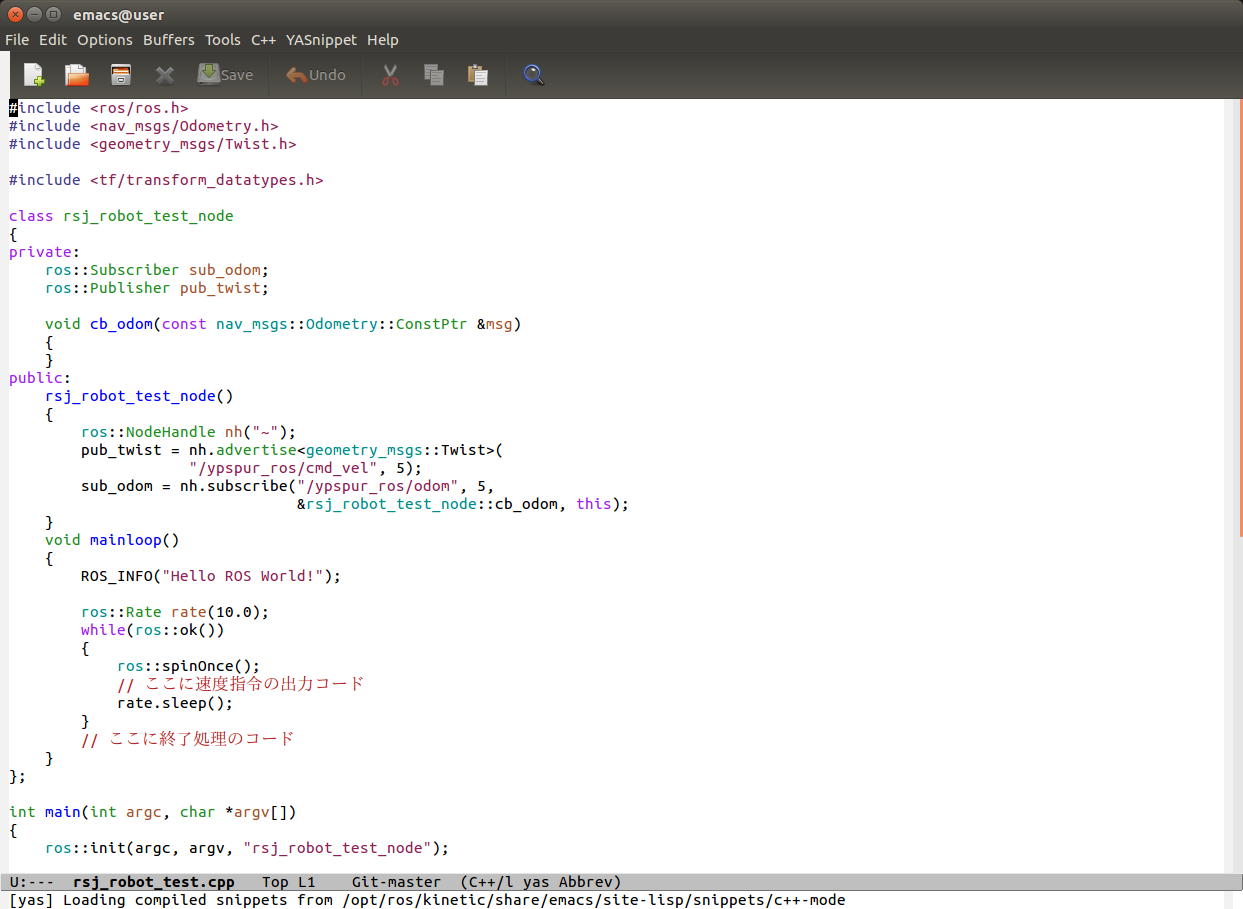 emacs@user
File Edit Options Buffers Tools C++ YASnippet Help
Save Undo
#include <ros/ros.h>
#include <nav_msgs/Odometry.h>
#include <geometry_msgs/Twist.h>

#include <tf/transform_datatypes.h>

class rsj_robot_test_node
{
private:
    ros::Subscriber sub_odom;
    ros::Publisher pub_twist;

    void cb_odom(const nav_msgs::Odometry::ConstPtr &msg)
    {
    }
public:
    rsj_robot_test_node()
    {
        ros::NodeHandle nh("~");
        pub_twist = nh.advertise<geometry_msgs::Twist>(
                    "/ypspur_ros/cmd_vel", 5);
        sub_odom = nh.subscribe("/ypspur_ros/odom", 5,
                                &rsj_robot_test_node::cb_odom, this);
    }
    void mainloop()
    {
        ROS_INFO("Hello ROS World!");

        ros::Rate rate(10.0);
        while(ros::ok())
        {
            ros::spinOnce();
            // ここに速度指令の出力コード
            rate.sleep();
        }
        // ここに終了処理のコード
    }
};

int main(int argc, char *argv[])
{
    ros::init(argc, argv, "rsj_robot_test_node");

U:---  rsj_robot_test.cpp   Top L1    Git-master  (C++/l yas Abbrev)
[yas] Loading compiled snippets from /opt/ros/kinetic/share/emacs/site-lisp/snippets/c++-mode